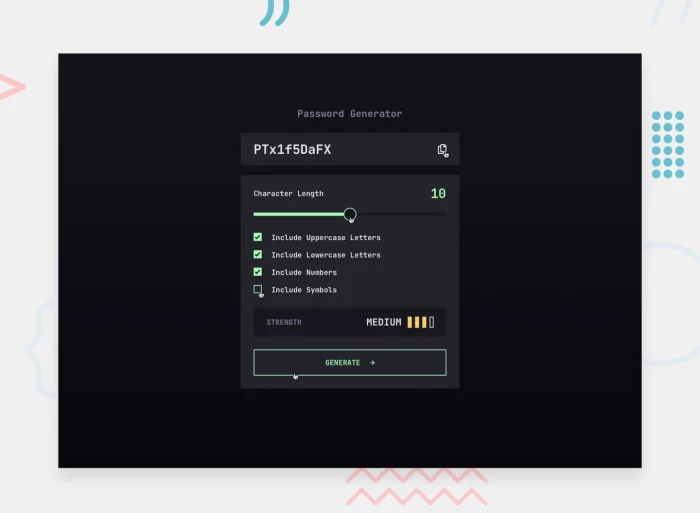 Password Generator
PTx1f5DaFX
Character Length 10
Include Uppercase Letters
Include Lowercase Letters
Include Numbers
Include Symbols
STRENGTH MEDIUM
GENERATE →